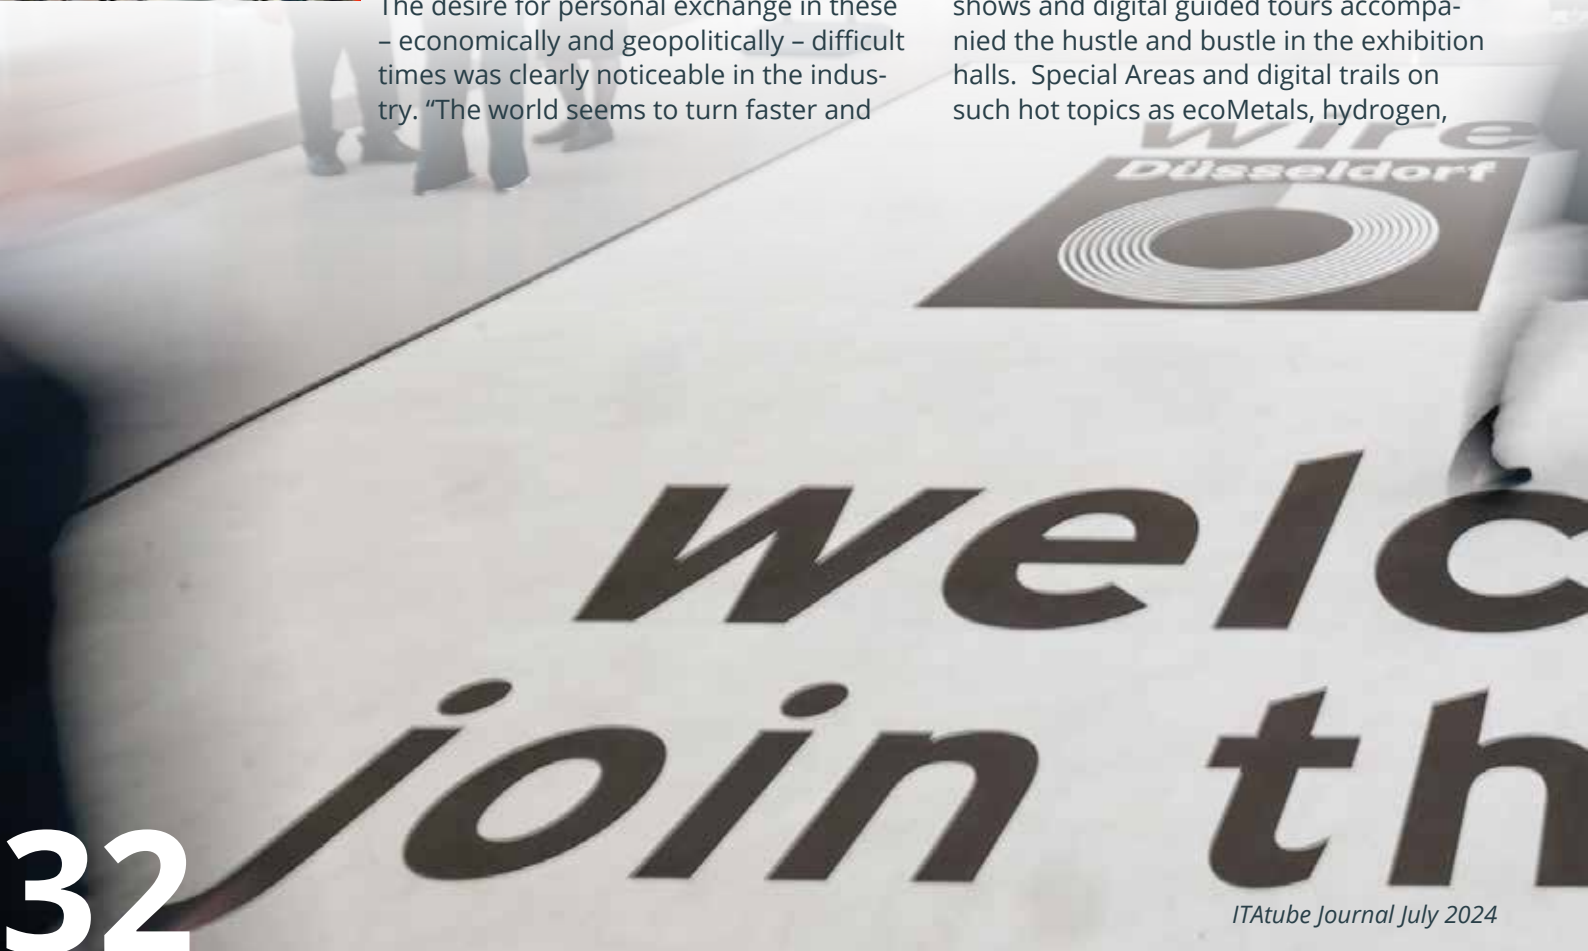 The desire for personal exchange in these
– economically and geopolitically – difficult
times was clearly noticeable in the indus-
try. “The world seems to turn faster and
shows and digital guided tours accompa-
nied the hustle and bustle in the exhibition
halls.  Special Areas and digital trails on
such hot topics as ecoMetals, hydrogen,
wire
Düsseldorf
welc
join th
32
ITAtube Journal July 2024